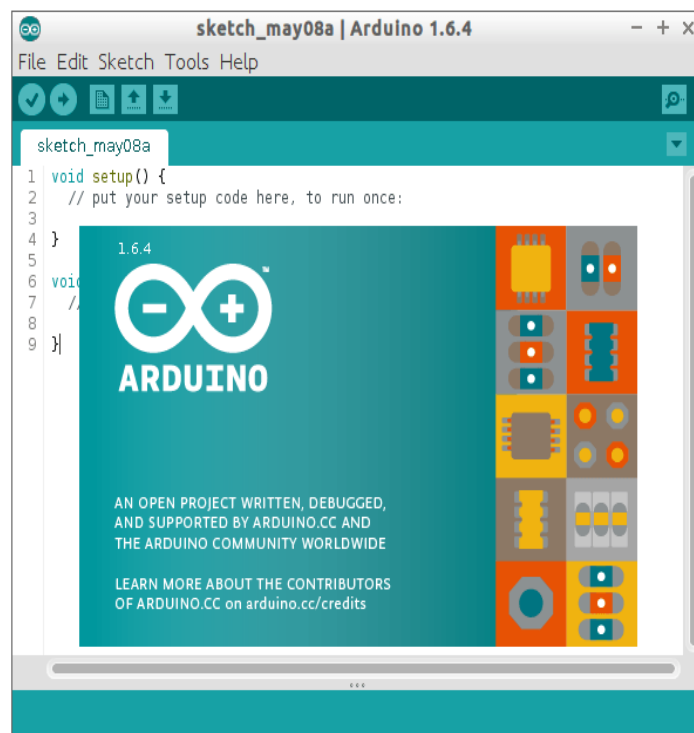 sketch_may08a | Arduino 1.6.4
File Edit Sketch Tools Help
sketch_may08a
1 void setup() {
2 // put your setup code here, to run once:
3
4 }
5
6
7 //
8
9 }
1.6.4
ARDUINO
AN OPEN PROJECT WRITTEN, DEBUGGED,
AND SUPPORTED BY ARDUINO.CC AND
THE ARDUINO COMMUNITY WORLDWIDE
LEARN MORE ABOUT THE CONTRIBUTORS
OF ARDUINO.CC on arduino.cc/credits